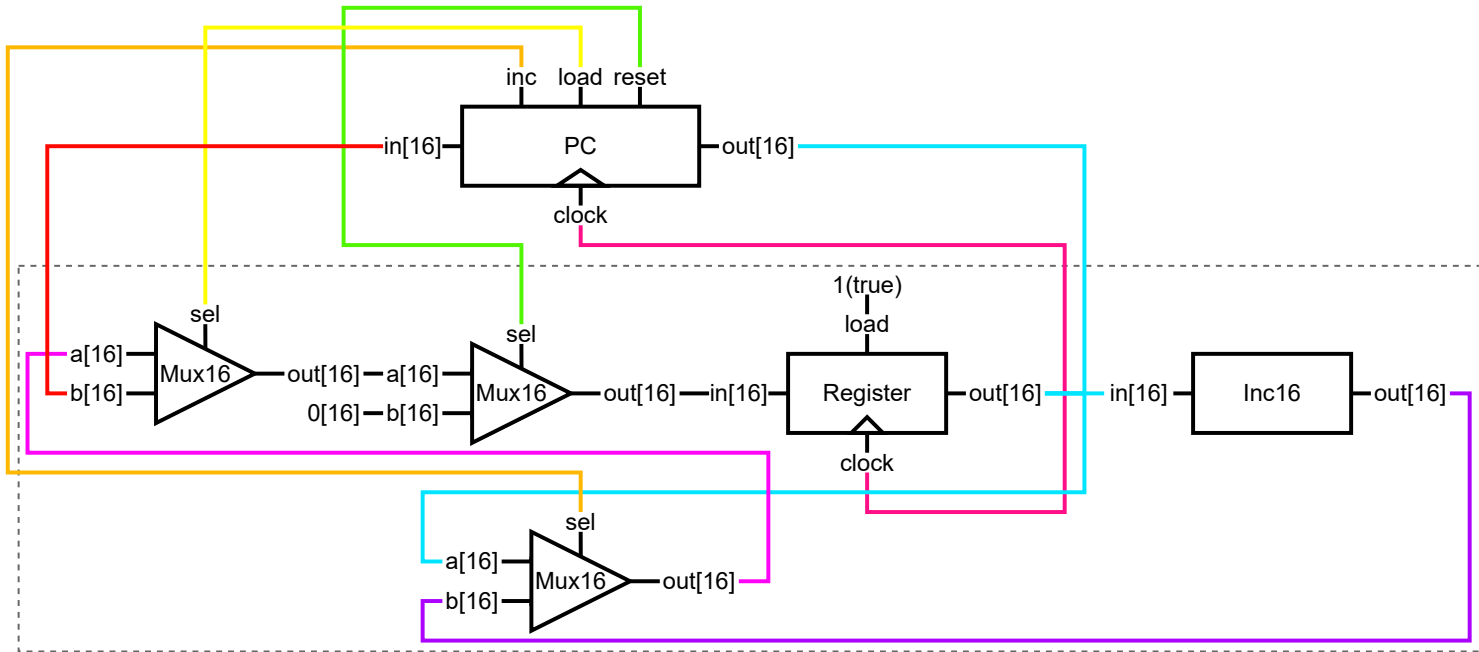 inc load reset
in[16] PC out[16]
clock
1(true)
sel load
sel
a[16] Mux16 out[16] a[16] Mux16 out[16] in[16] Register out[16] in[16] Inc16 out[16]
b[16] 0[16] b[16]
clock
sel
a[16] Mux16 out[16]
b[16]